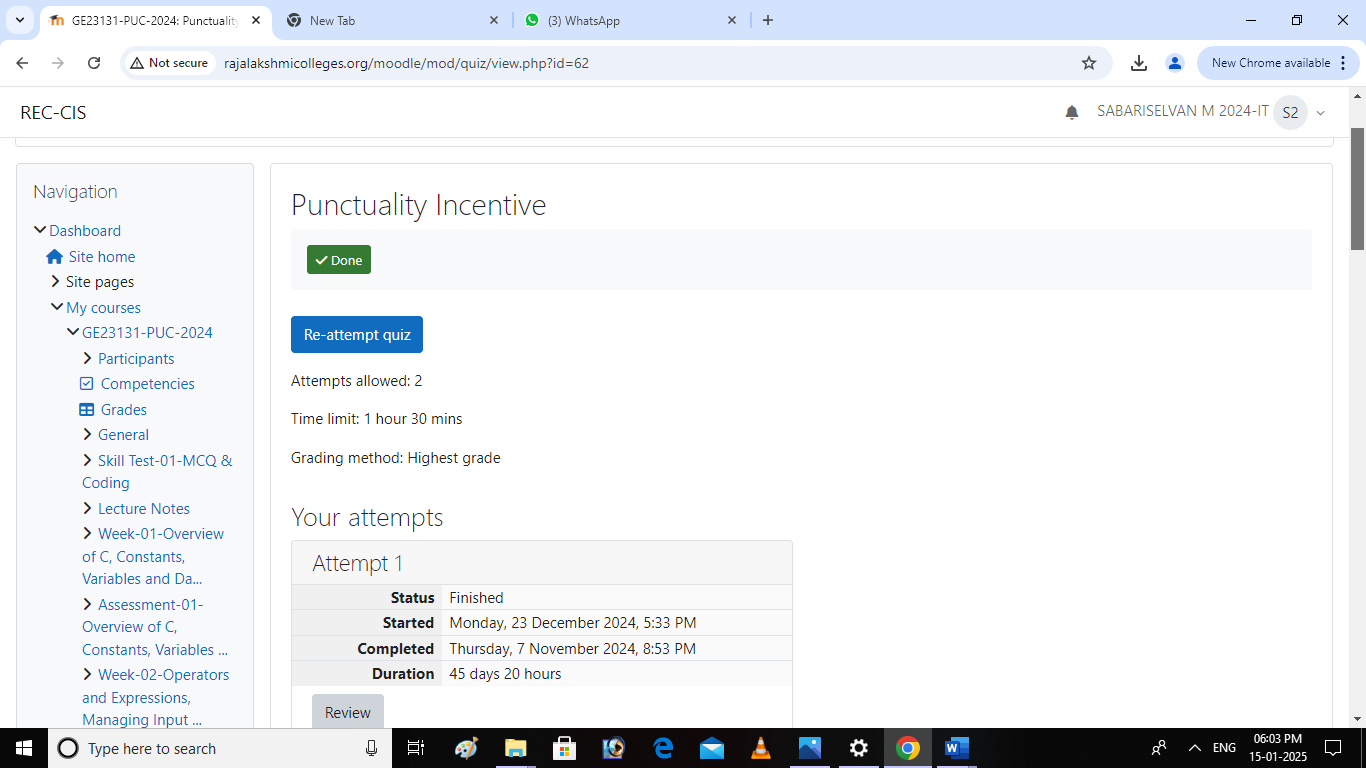 GE23131-PUC-2024: Punctuality
New Tab
(3) WhatsApp
Not secure
rajalakshmicolleges.org/moodle/mod/quiz/view.php?id=62
New Chrome available
REC-CIS
SABARISELVAN M 2024-IT
S2
Navigation
Dashboard
Site home
Site pages
My courses
GE23131-PUC-2024
Participants
Competencies
Grades
General
Skill Test-01-MCQ &
Coding
Lecture Notes
Week-01-Overview
of C, Constants,
Variables and Da...
Assessment-01-
Overview of C,
Constants, Variables ...
Week-02-Operators
and Expressions,
Managing Input ...
Punctuality Incentive
Done
Re-attempt quiz
Attempts allowed: 2
Time limit: 1 hour 30 mins
Grading method: Highest grade
Your attempts
Attempt 1
Status Finished
Started Monday, 23 December 2024, 5:33 PM
Completed Thursday, 7 November 2024, 8:53 PM
Duration 45 days 20 hours
Review
Type here to search
ENG
06:03 PM
15-01-2025